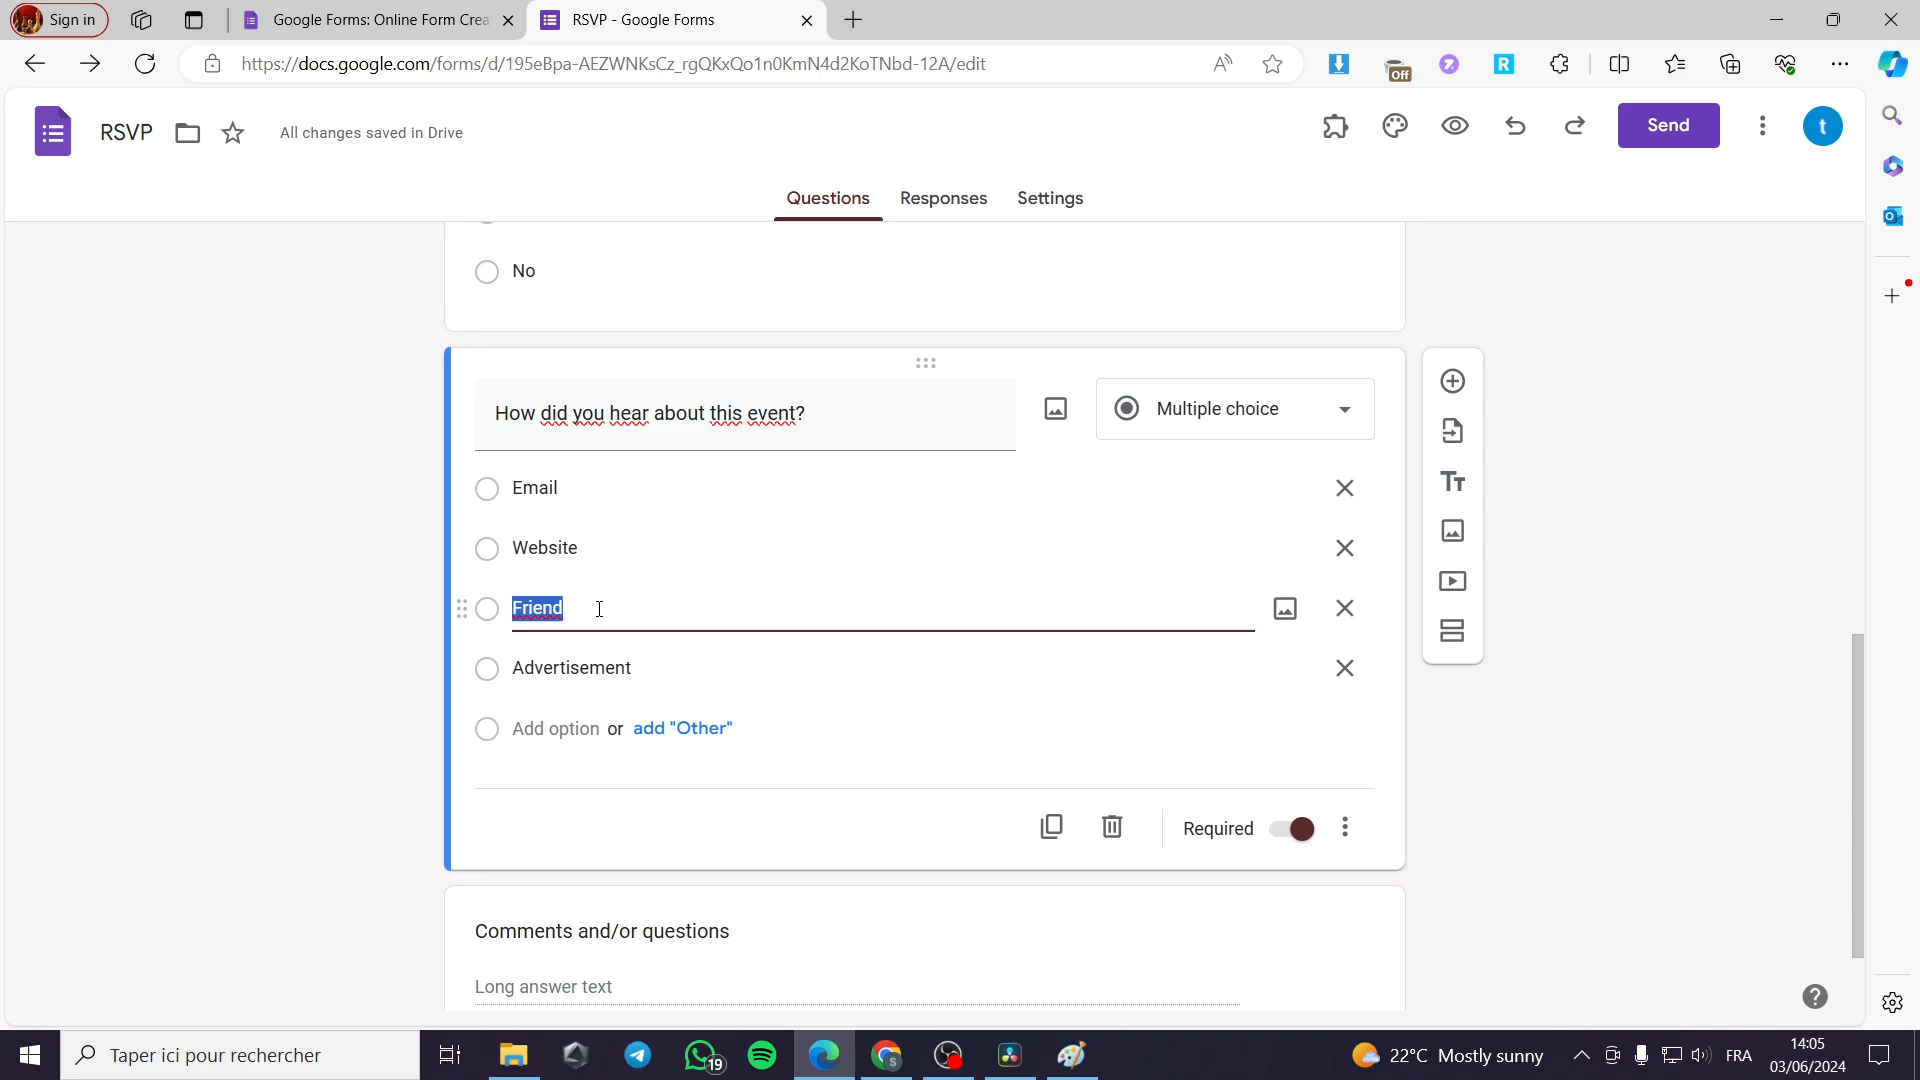 Sign in
Google Forms: Online Form Crea
RSVP - Google Forms
https://docs.google.com/forms/d/195eBpa-AEZWNKsCz_rgQKxQo1n0KmN4d2KoTNbd-12A/edit
Off
RSVP
All changes saved in Drive
Send
t
Questions
Responses
Settings
No
How did you hear about this event?
Multiple choice
Email
Website
Friend
Advertisement
Add option or add "Other"
Required
Comments and/or questions
Long answer text
Taper ici pour rechercher
19
22°C Mostly sunny
FRA
14:05
03/06/2024